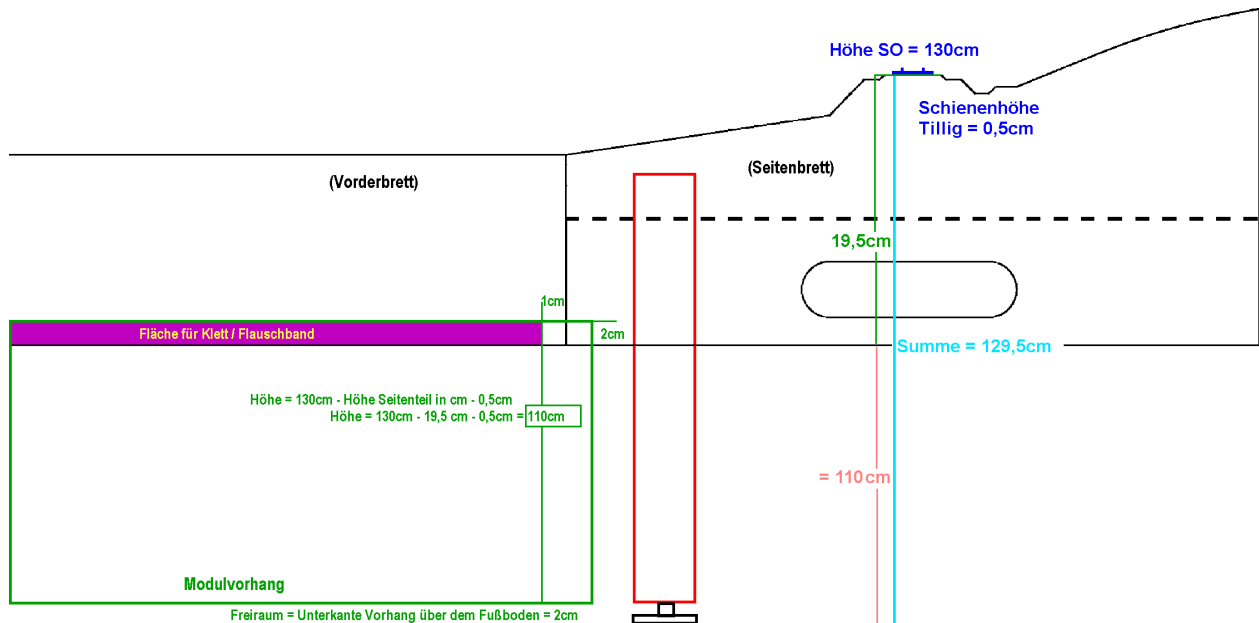 Höhe SO = 130cm
Schienenhöhe
Tillig = 0,5cm
(Vorderbrett)
(Seitenbrett)
19,5cm
1cm
Fläche für Klett / Flauschband
2cm
Summe = 129,5cm
Höhe = 130cm - Höhe Seitenteil in cm - 0,5cm
Höhe = 130cm - 19,5 cm - 0,5cm = 110cm
= 110cm
Modulvorhang
Freiraum = Unterkante Vorhang über dem Fußboden = 2cm